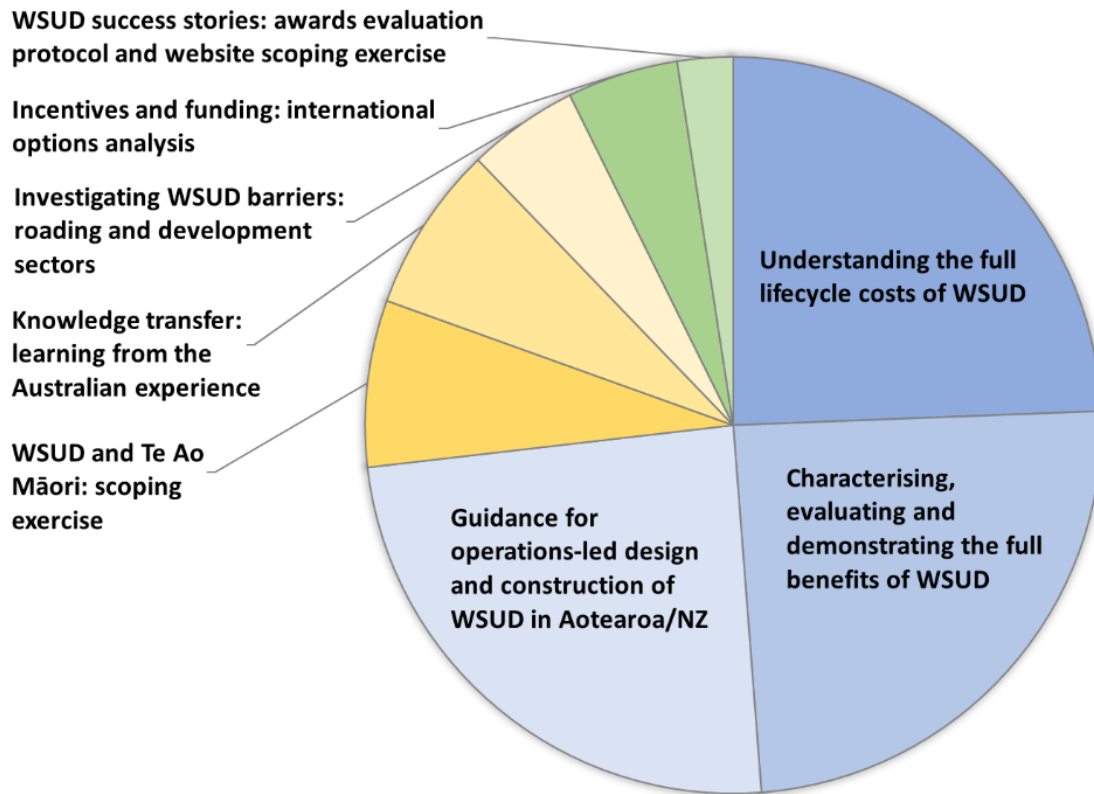 WSUD success stories: awards evaluation
protocol and website scoping exercise
Incentives and funding: international
options analysis
Investigating WSUD barriers:
roading and development
sectors
Knowledge transfer:
learning from the
Australian experience
WSUD and Te Ao
Māori: scoping
exercise
Understanding the full
lifecycle costs of WSUD
Characterising,
evaluating and
demonstrating the full
benefits of WSUD
Guidance for
operations-led design
and construction of
WSUD in Aotearoa/NZ